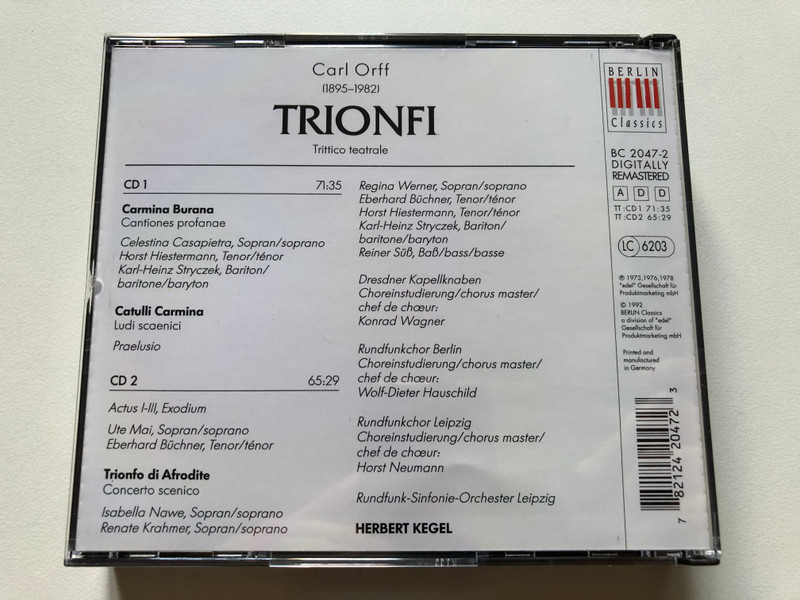 Carl Orff
(1895–1982)
TRIONFI
Trittico teatrale
CD 1 71:35
Carmina Burana
Cantiones profanae
Celestina Casapietra, Sopran/soprano
Horst Hiestermann, Tenor/ténor
Karl-Heinz Stryczek, Bariton/
baritone/baryton
Catulli Carmina
Ludi scaenici
Praelusio
CD 2 65:29
Actus I-III, Exodium
Ute Mai, Sopran/soprano
Eberhard Büchner, Tenor/ténor
Trionfo di Afrodite
Concerto scenico
Isabella Nawe, Sopran/soprano
Renate Krahmer, Sopran/soprano
Regina Werner, Sopran/soprano
Eberhard Büchner, Tenor/ténor
Horst Hiestermann, Tenor/ténor
Karl-Heinz Stryczek, Bariton/
baritone/baryton
Reiner Süß, Baß/bass/basse
Dresdner Kapellknaben
Choreinstudierung/chorus master/
chef de chœur:
Konrad Wagner
Rundfunkchor Berlin
Choreinstudierung/chorus master/
chef de chœur:
Wolf-Dieter Hauschild
Rundfunkchor Leipzig
Choreinstudierung/chorus master/
chef de chœur:
Horst Neumann
Rundfunk-Sinfonie-Orchester Leipzig
HERBERT KEGEL
BERLIN
Classics
BC 2047-2
DIGITALLY
REMASTERED
A D D
TT:CD1 71:35
TT:CD2 65:29
LC 6203
℗ 1973,1976,1978
"edel" Gesellschaft für
Produktmarketing mbH
© 1992
BERLIN Classics
a division of "edel"
Gesellschaft für
Produktmarketing mbH
Printed and
manufactured
in Germany
7 82124 20472 3